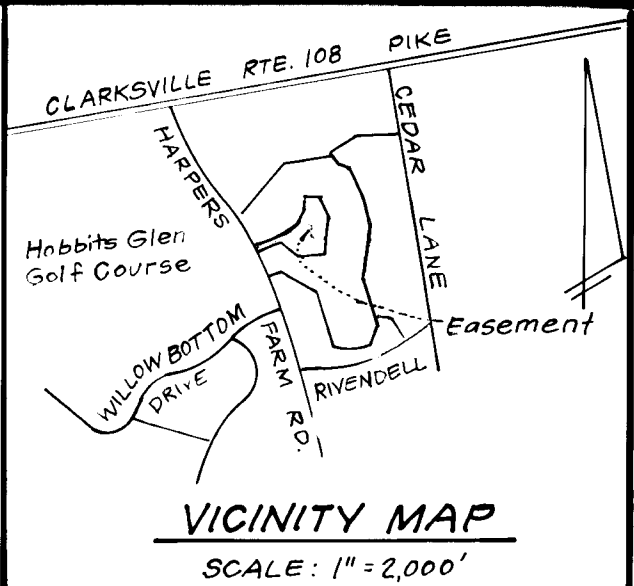 CLARKSVILLE RTE. 108 PIKE
HARPERS
FARM RD.
CEDAR LANE
Hobbits Glen
Golf Course
Easement
WILLOW BOTTOM
DRIVE
RIVENDELL
VICINITY MAP
SCALE: 1" = 2,000'